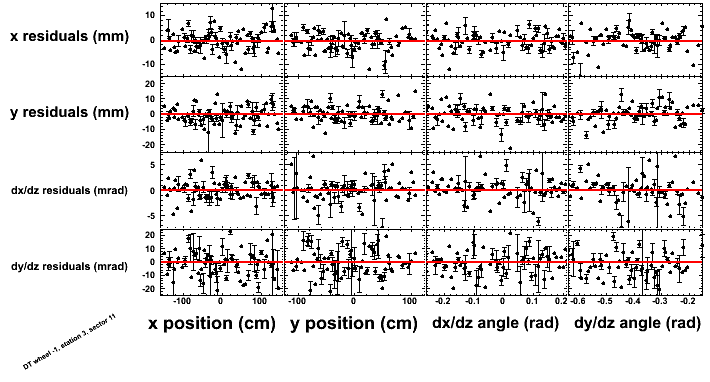 x residuals (mm)
10
0
-10
y residuals (mm)
20
10
0
-10
-20
dx/dz residuals (mrad)
5
0
-5
dy/dz residuals (mrad)
20
10
0
-10
-20
-100 0 100 -100 0 100 -0.2 -0.1 0 0.1 0.2 -0.6 -0.5 -0.4 -0.3 -0.2
x position (cm) y position (cm) dx/dz angle (rad) dy/dz angle (rad)
DT wheel -1, station 3, sector 11